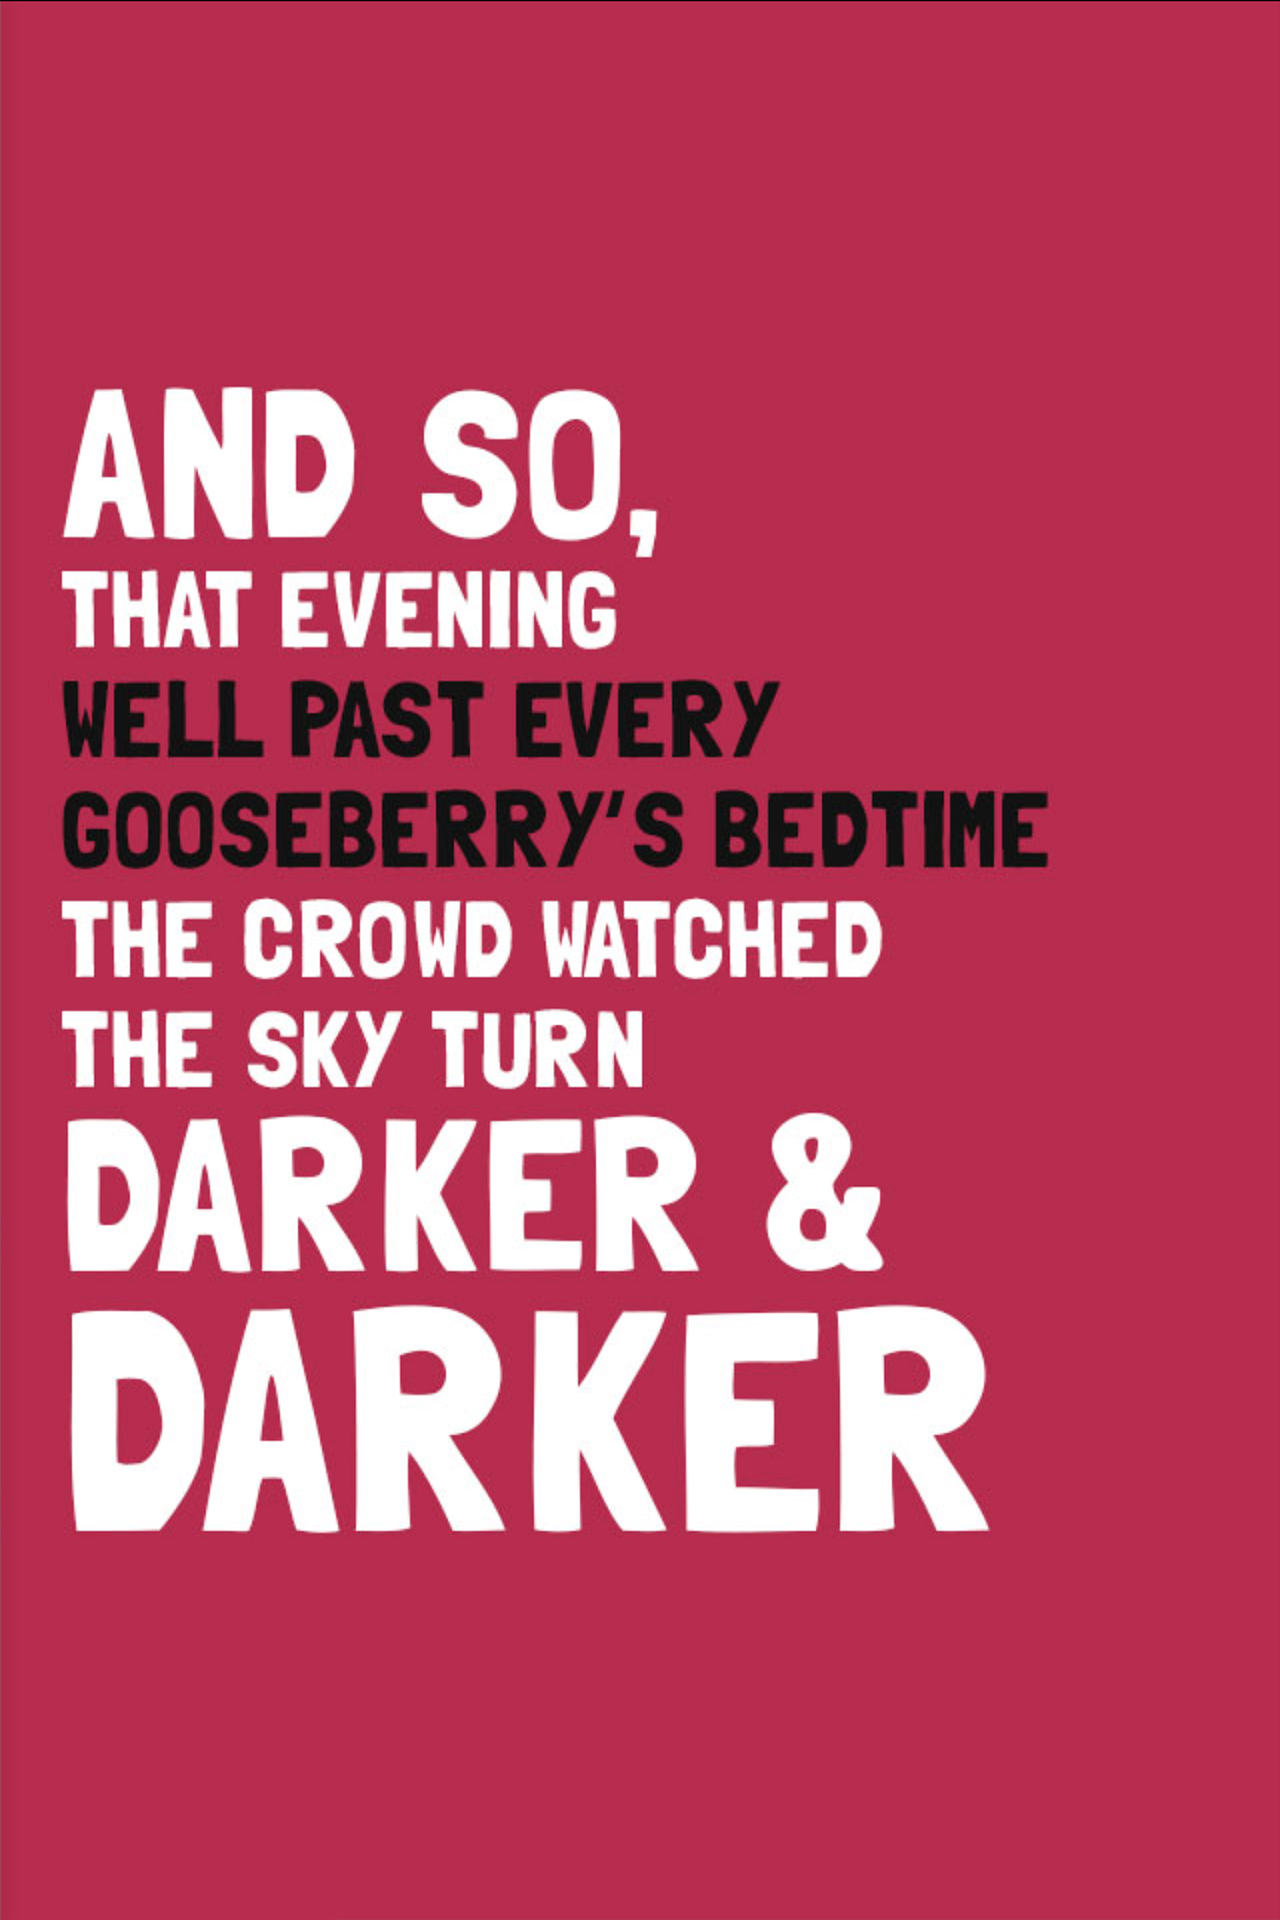 AND SO,
THAT EVENING
WELL PAST EVERY
GOOSEBERRY'S BEDTIME
THE CROWD WATCHED
THE SKY TURN
DARKER &
DARKER